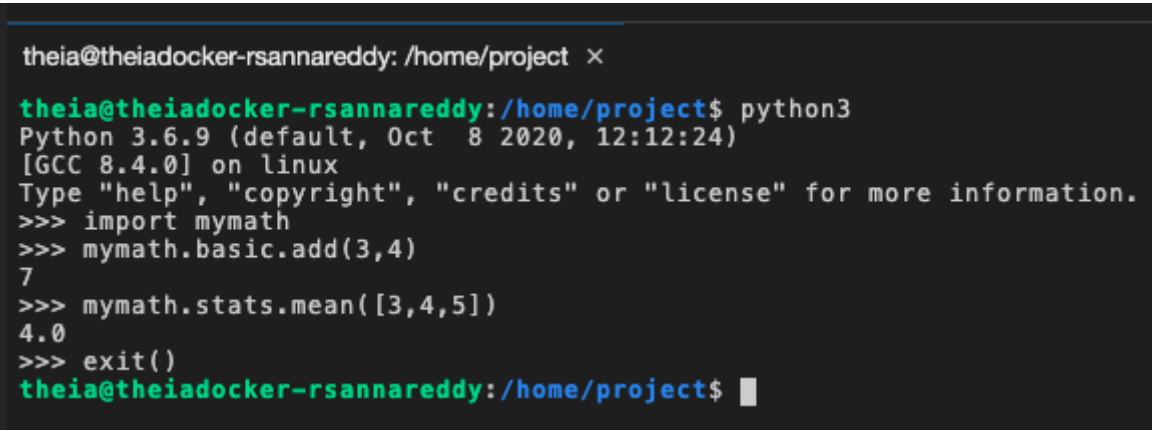 theia@theiadocker-rsannareddy: /home/project ×
theia@theiadocker-rsannareddy:/home/project$ python3
Python 3.6.9 (default, Oct  8 2020, 12:12:24)
[GCC 8.4.0] on linux
Type "help", "copyright", "credits" or "license" for more information.
>>> import mymath
>>> mymath.basic.add(3,4)
7
>>> mymath.stats.mean([3,4,5])
4.0
>>> exit()
theia@theiadocker-rsannareddy:/home/project$